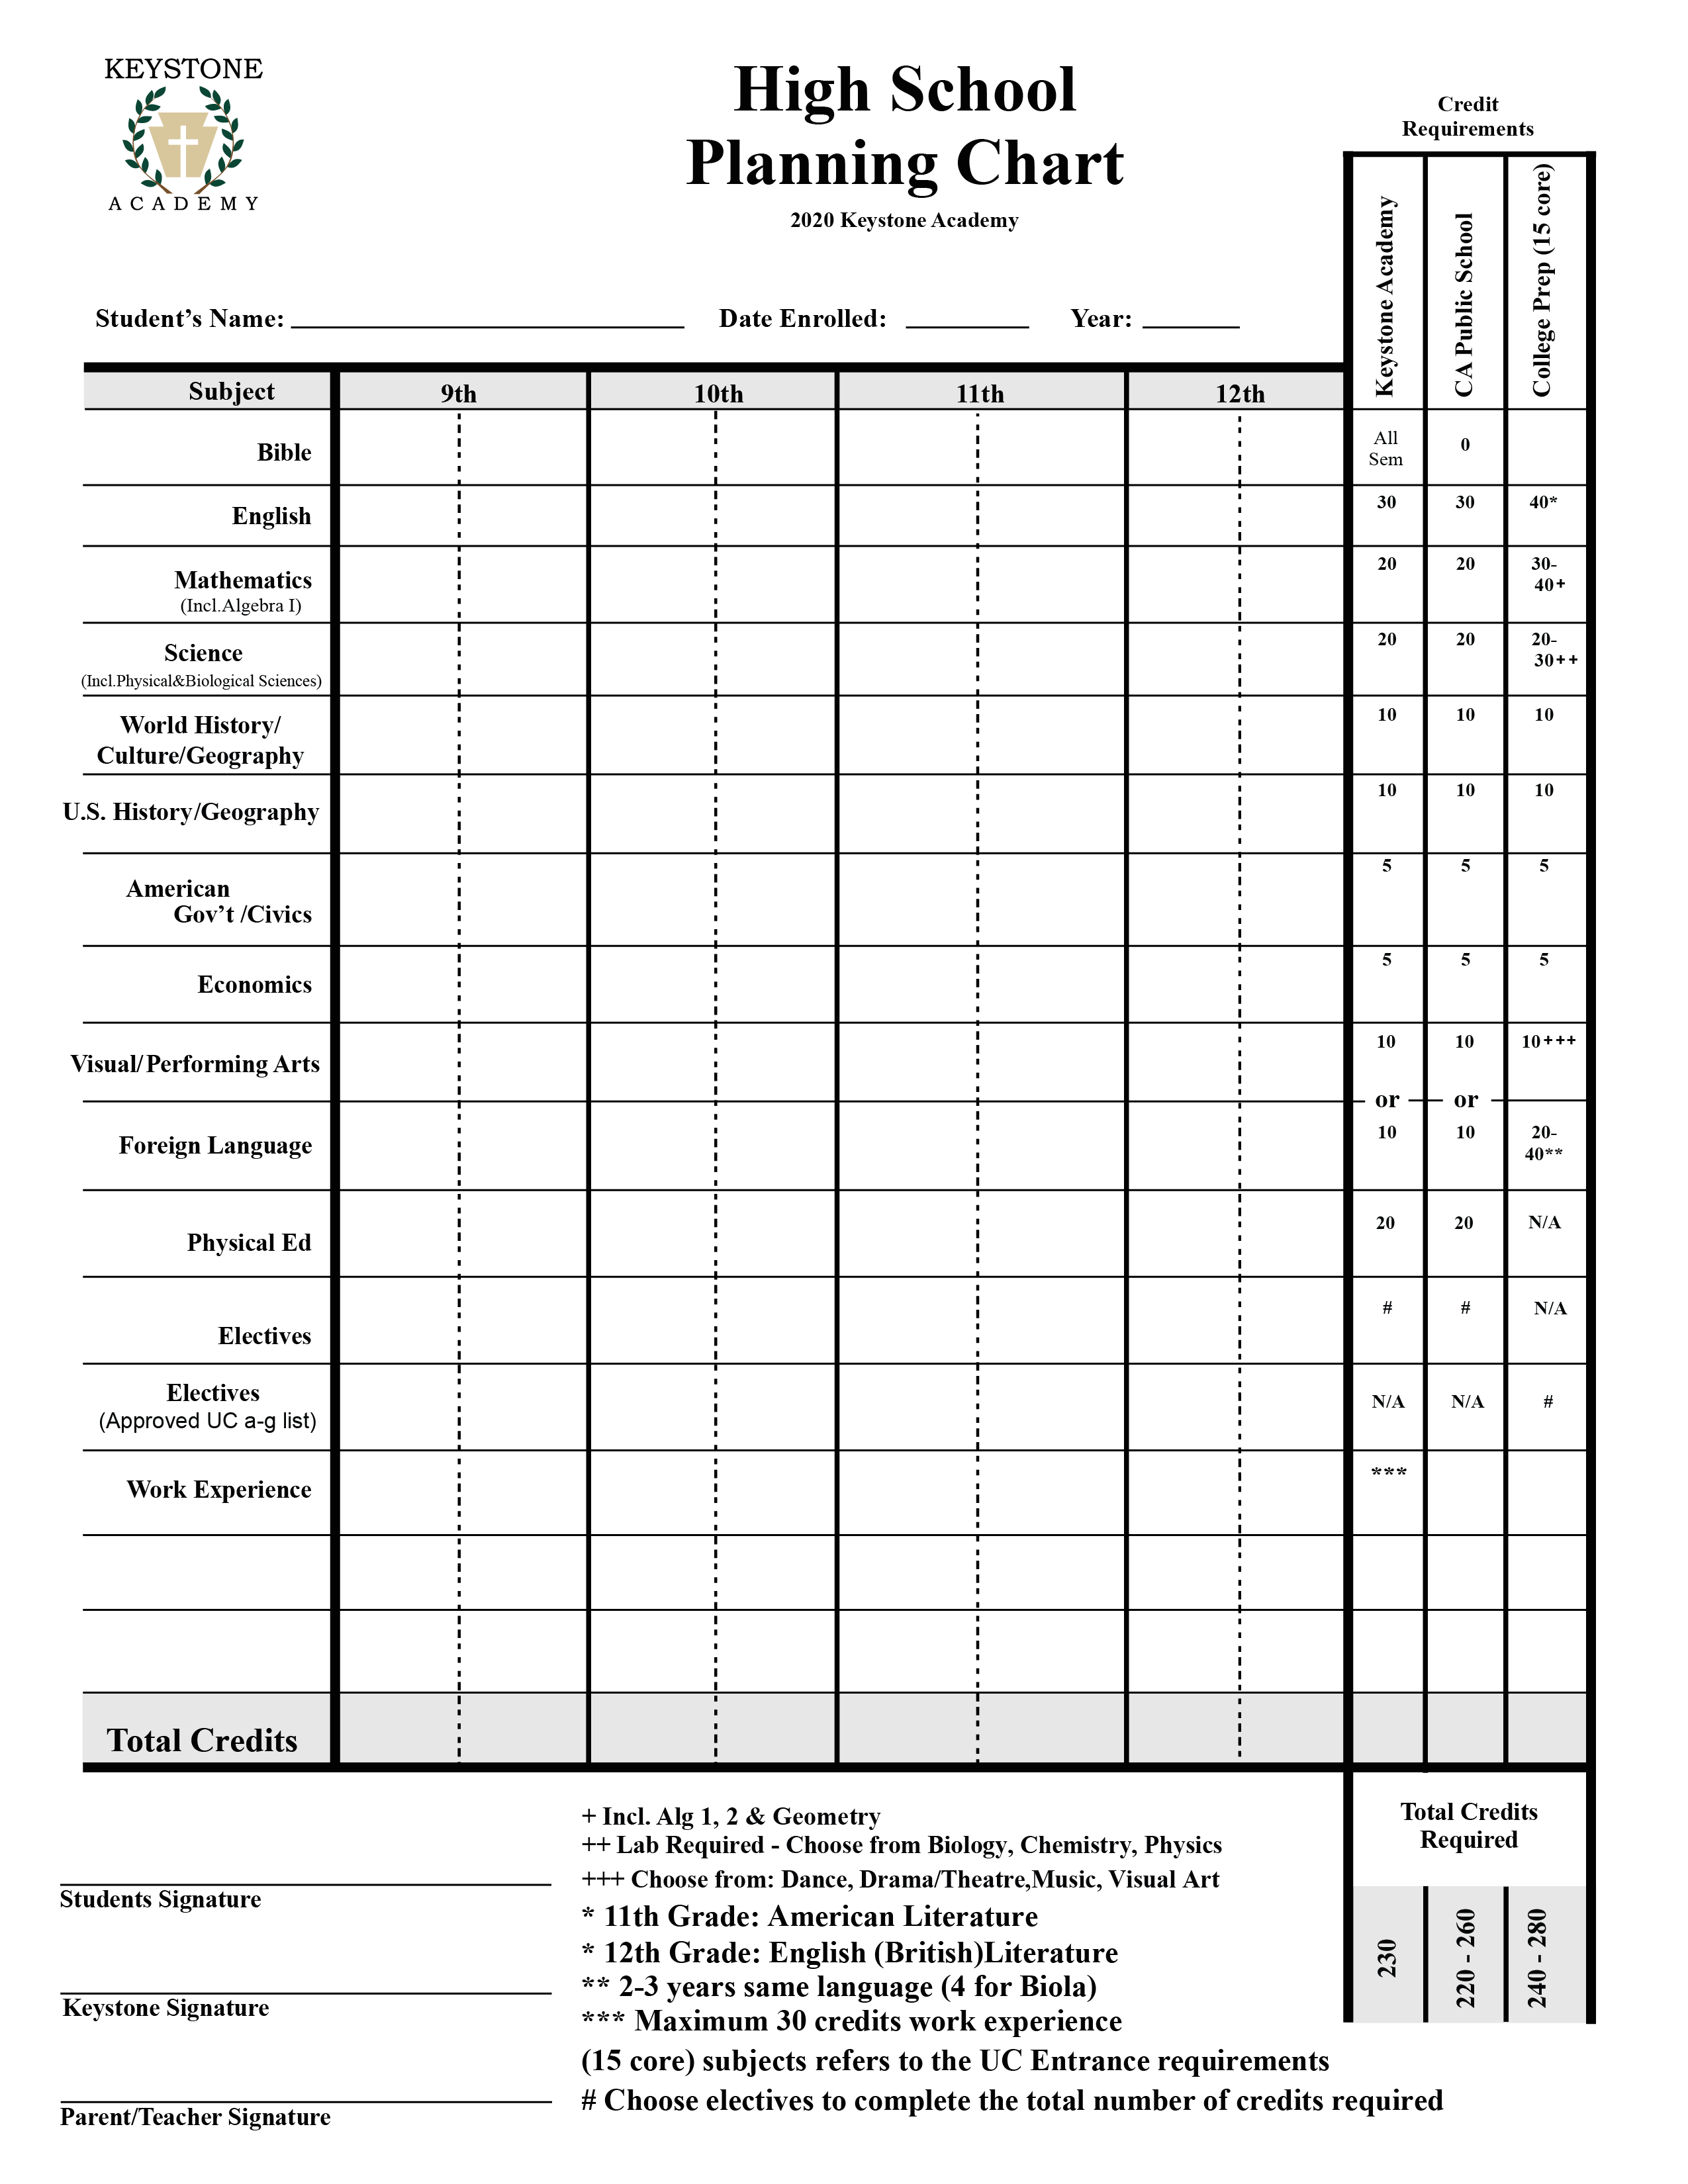 KEYSTONE
ACADEMY
High School
Planning Chart
2020 Keystone Academy
Credit
Requirements
Keystone Academy
CA Public School
College Prep (15 core)
Student’s Name: Date Enrolled: Year:
Subject 9th 10th 11th 12th
Bible All Sem 0
English 30 30 40*
Mathematics 20 20 30-
(Incl.Algebra I) 40+
Science 20 20 20-
(Incl.Physical&Biological Sciences) 30++
World History/ 10 10 10
Culture/Geography
U.S. History/Geography 10 10 10
American 5 5 5
Gov’t /Civics
Economics 5 5 5
Visual/Performing Arts 10 10 10+++
or or
Foreign Language 10 10 20-
40**
Physical Ed 20 20 N/A
Electives # # N/A
Electives N/A N/A #
(Approved UC a-g list)
Work Experience ***
Total Credits
Total Credits
Required
230
220 - 260
240 - 280
+ Incl. Alg 1, 2 & Geometry
++ Lab Required - Choose from Biology, Chemistry, Physics
+++ Choose from: Dance, Drama/Theatre,Music, Visual Art
* 11th Grade: American Literature
* 12th Grade: English (British)Literature
** 2-3 years same language (4 for Biola)
*** Maximum 30 credits work experience
(15 core) subjects refers to the UC Entrance requirements
# Choose electives to complete the total number of credits required
Students Signature
Keystone Signature
Parent/Teacher Signature